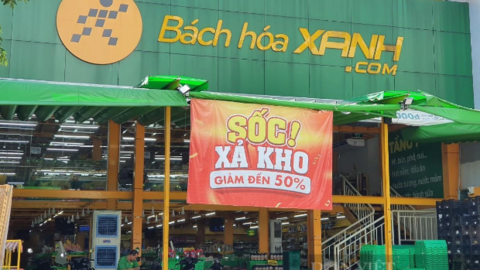 Bách hóa XANH
.COM
SỐC!
XẢ KHO
GIẢM ĐẾN 50%